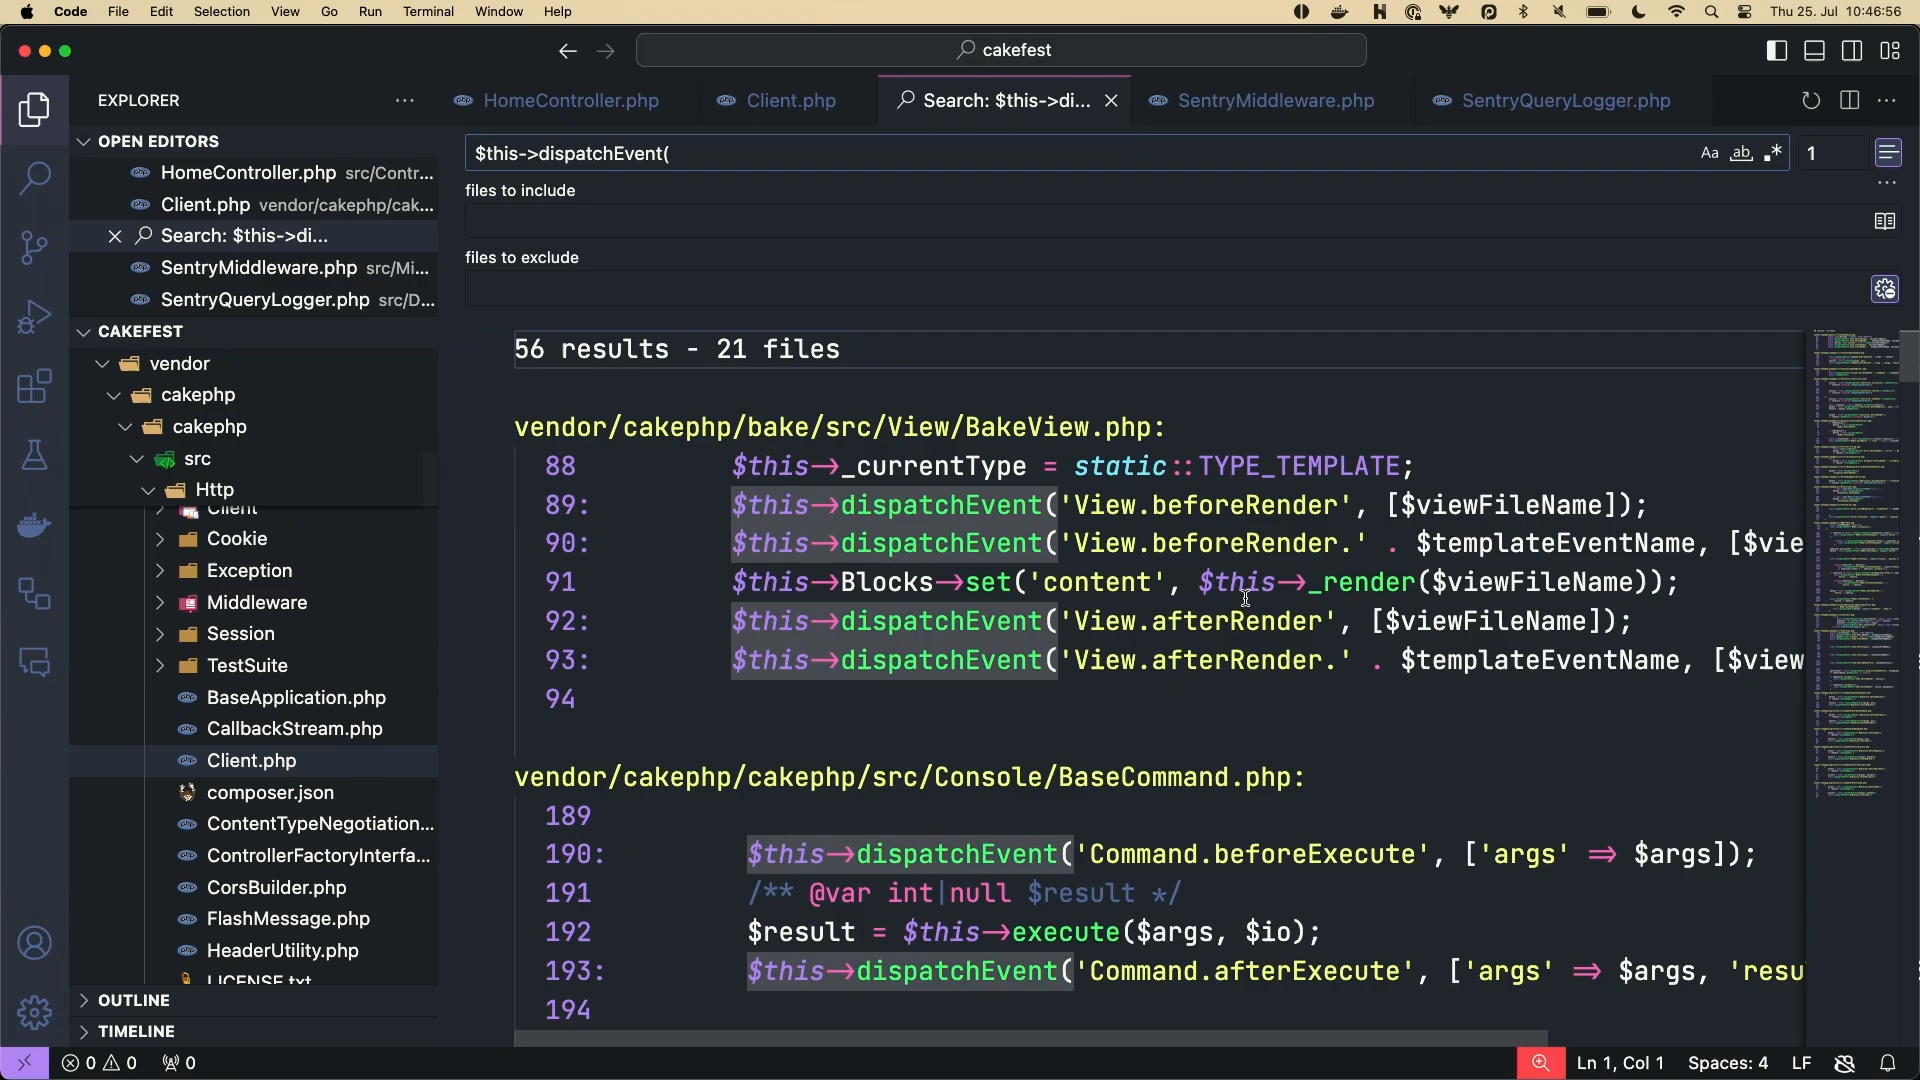 Code File Edit Selection View Go Run Terminal Window Help
Thu 25. Jul 10:46:56
cakefest
EXPLORER
HomeController.php
Client.php
Search: $this->di...
SentryMiddleware.php
SentryQueryLogger.php
OPEN EDITORS
HomeController.php src/Contr...
Client.php vendor/cakephp/cak...
Search: $this->di...
SentryMiddleware.php src/Mi...
SentryQueryLogger.php src/D...
CAKEFEST
vendor
cakephp
cakephp
src
Http
Client
Cookie
Exception
Middleware
Session
TestSuite
BaseApplication.php
CallbackStream.php
Client.php
composer.json
ContentTypeNegotiation...
ControllerFactoryInterfa...
CorsBuilder.php
FlashMessage.php
HeaderUtility.php
LICENSE.txt
OUTLINE
TIMELINE
$this->dispatchEvent(
Aa ab .* 1
files to include
files to exclude
56 results - 21 files
vendor/cakephp/bake/src/View/BakeView.php:
88 $this->_currentType = static::TYPE_TEMPLATE;
89: $this->dispatchEvent('View.beforeRender', [$viewFileName]);
90: $this->dispatchEvent('View.beforeRender.' . $templateEventName, [$vie
91 $this->Blocks->set('content', $this->_render($viewFileName));
92: $this->dispatchEvent('View.afterRender', [$viewFileName]);
93: $this->dispatchEvent('View.afterRender.' . $templateEventName, [$view
94
vendor/cakephp/cakephp/src/Console/BaseCommand.php:
189
190: $this->dispatchEvent('Command.beforeExecute', ['args' => $args]);
191 /** @var int|null $result */
192 $result = $this->execute($args, $io);
193: $this->dispatchEvent('Command.afterExecute', ['args' => $args, 'resu
194
0 0 0
Ln 1, Col 1 Spaces: 4 LF